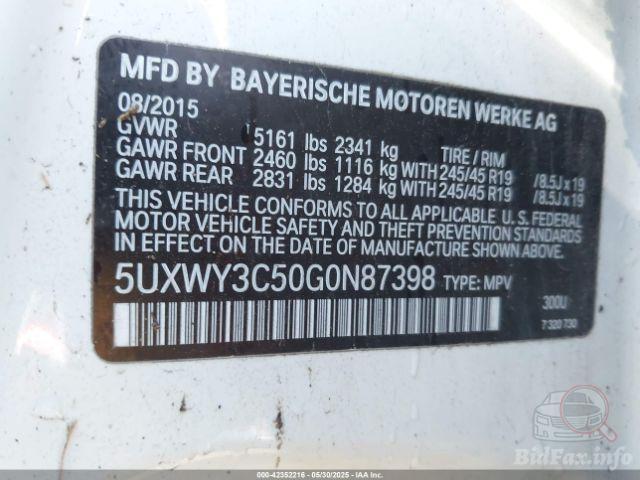 MFD BY BAYERISCHE MOTOREN WERKE AG
08/2015
GVWR 5161 lbs 2341 kg TIRE / RIM
GAWR FRONT 2460 lbs 1116 kg WITH 245/45 R19 /8.5J x 19
GAWR REAR 2831 lbs 1284 kg WITH 245/45 R19 /8.5J x 19
THIS VEHICLE CONFORMS TO ALL APPLICABLE U. S. FEDERAL
MOTOR VEHICLE SAFETY AND THEFT PREVENTION STANDARDS
IN EFFECT ON THE DATE OF MANUFACTURE SHOWN ABOVE.
5UXWY3C50G0N87398 TYPE: MPV
300U
7 320 730
BidFax.info
000-42352216 - 05/30/2025 - IAA Inc.